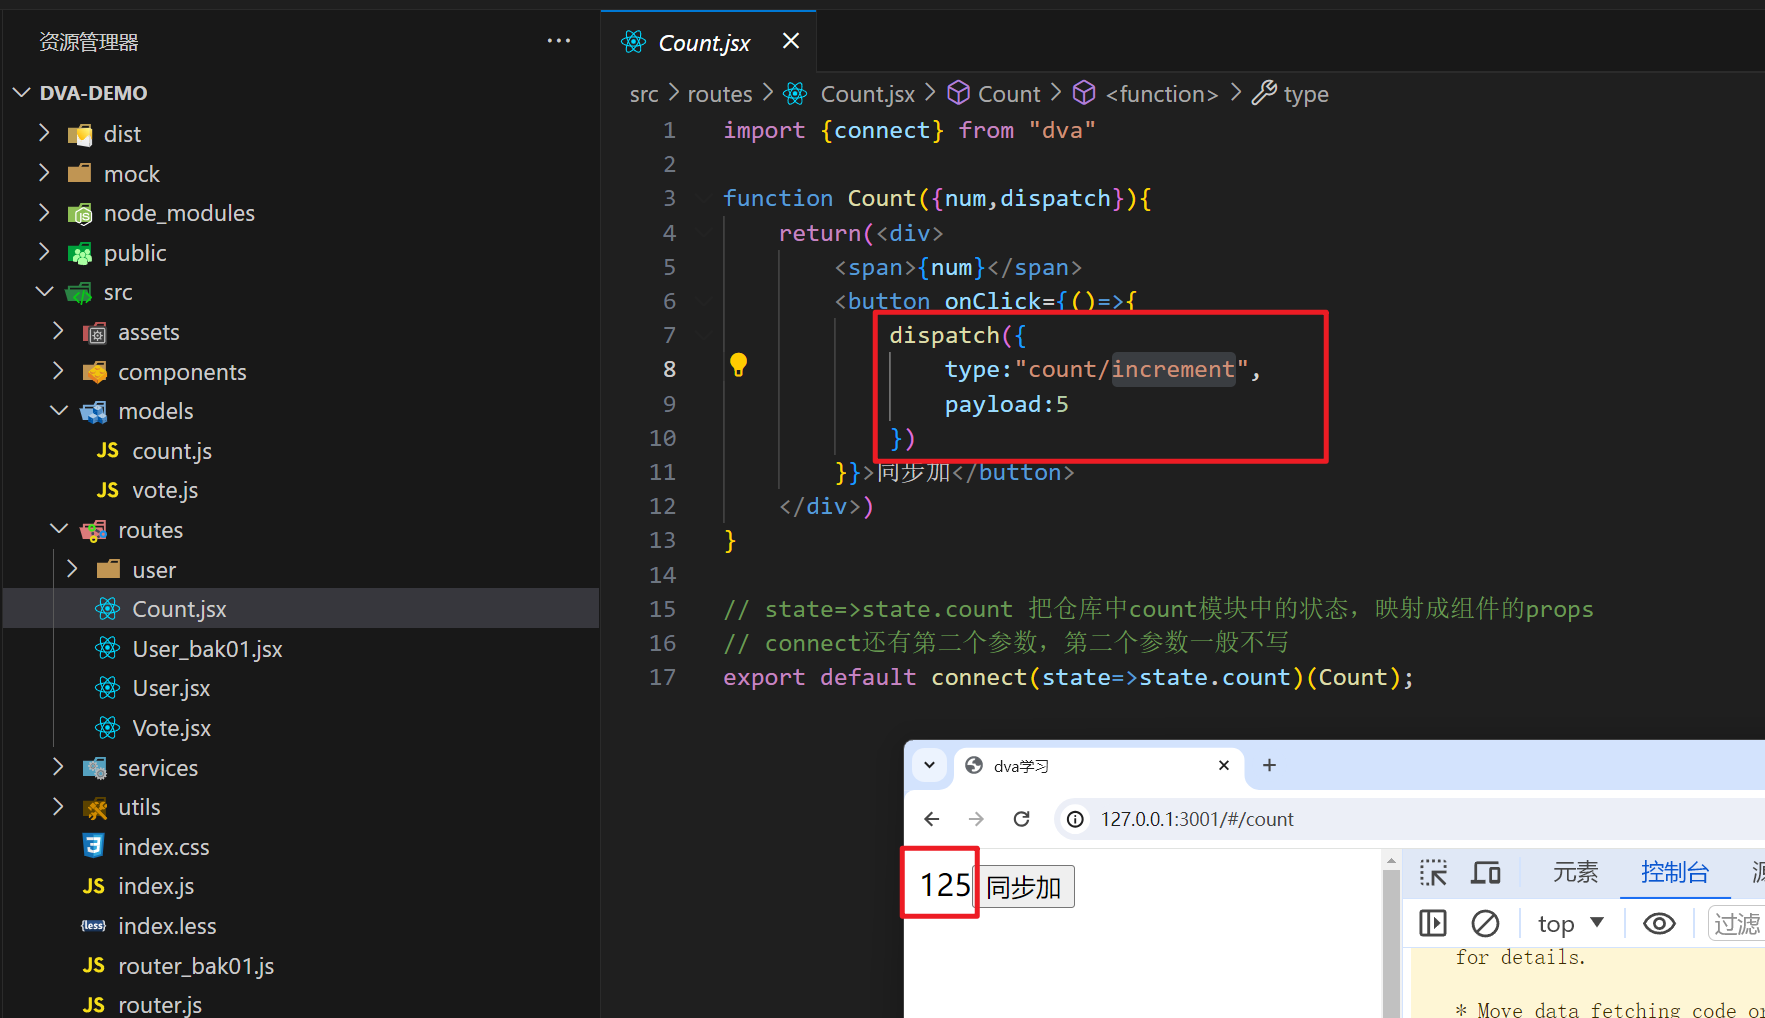 资源管理器
DVA-DEMO
dist
mock
node_modules
public
src
assets
components
models
JS count.js
JS vote.js
routes
user
Count.jsx
User_bak01.jsx
User.jsx
Vote.jsx
services
utils
index.css
JS index.js
{less} index.less
JS router_bak01.js
JS router.js
Count.jsx
src > routes > Count.jsx > Count > <function> > type
1 import {connect} from "dva"
2
3 function Count({num,dispatch}){
4 return(<div>
5 <span>{num}</span>
6 <button onClick={()=>{
7 dispatch({
8 type:"count/increment",
9 payload:5
10 })
11 }}>同步加</button>
12 </div>)
13 }
14
15 // state=>state.count 把仓库中count模块中的状态，映射成组件的props
16 // connect还有第二个参数，第二个参数一般不写
17 export default connect(state=>state.count)(Count);
dva学习
127.0.0.1:3001/#/count
125 同步加
元素 控制台
top 过滤
for details.
* Move data fetching code or